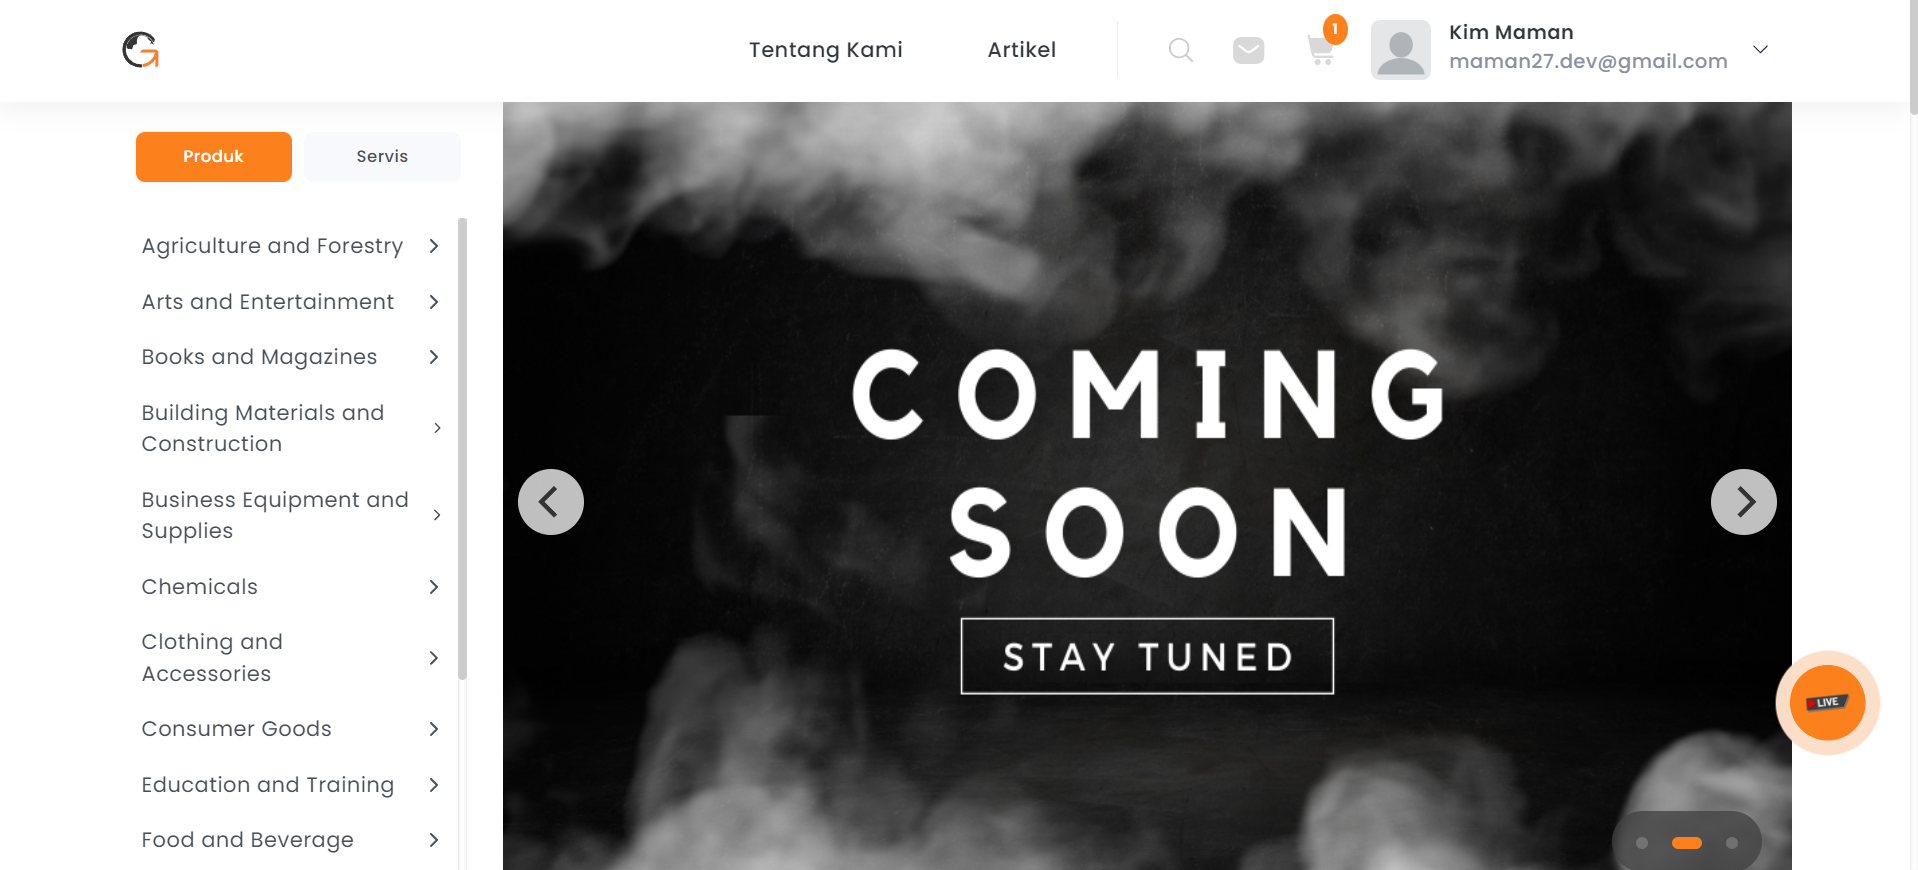 Tentang Kami
Artikel
1
Kim Maman
maman27.dev@gmail.com
Produk
Servis
Agriculture and Forestry
Arts and Entertainment
Books and Magazines
Building Materials and
Construction
Business Equipment and
Supplies
Chemicals
Clothing and
Accessories
Consumer Goods
Education and Training
Food and Beverage
COMING
SOON
STAY TUNED
LIVE